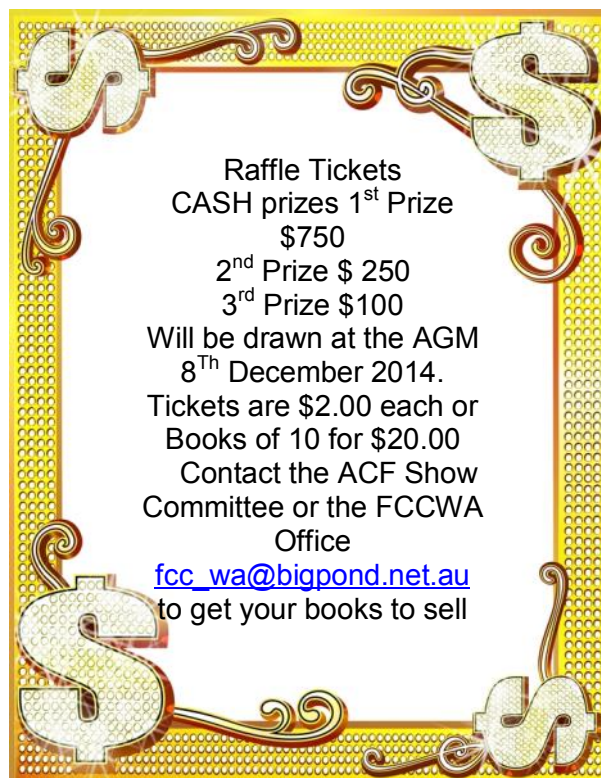 Raffle Tickets
CASH prizes 1st Prize
$750
2nd Prize $ 250
3rd Prize $100
Will be drawn at the AGM
8Th December 2014.
Tickets are $2.00 each or
Books of 10 for $20.00
Contact the ACF Show
Committee or the FCCWA
Office
fcc_wa@bigpond.net.au
to get your books to sell